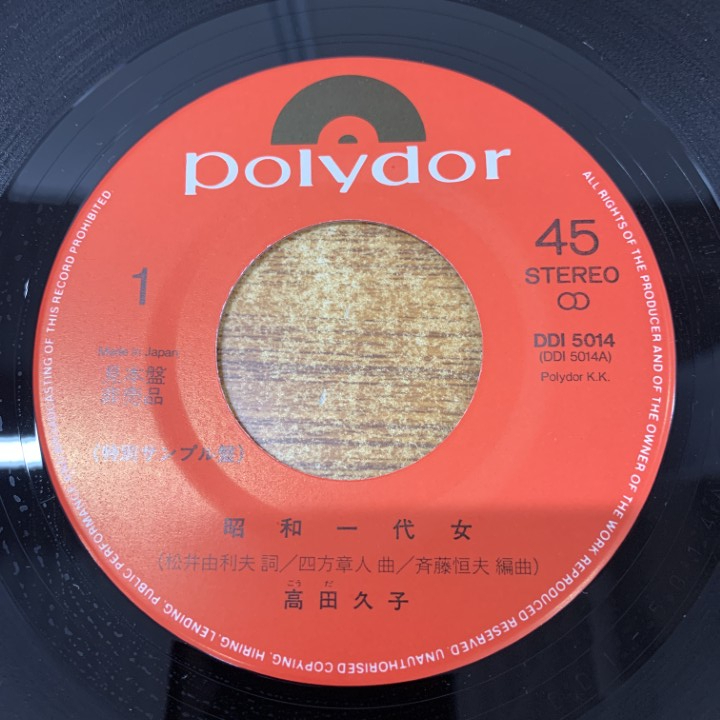 polydor
45
STEREO
1
DDI 5014
(DDI 5014A)
Polydor K.K.
Made in Japan
見本盤
非売品
(特製サンプル盤)
昭和一代女
(松井由利夫 詞/四方章人 曲/斉藤恒夫 編曲)
こうだ
高田久子
ALL RIGHTS OF THE PRODUCER AND OF THE OWNER OF THE WORK REPRODUCED RESERVED. UNAUTHORISED COPYING, HIRING, LENDING, PUBLIC PERFORMANCE AND BROADCASTING OF THIS RECORD PROHIBITED.